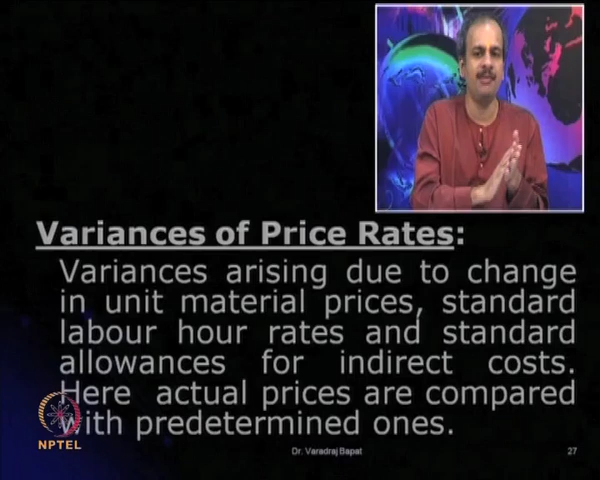 Variances of Price Rates:
Variances arising due to change
in unit material prices, standard
labour hour rates and standard
allowances for indirect costs.
Here actual prices are compared
with predetermined ones.
NPTEL
Dr. Varadraj Bapat
27